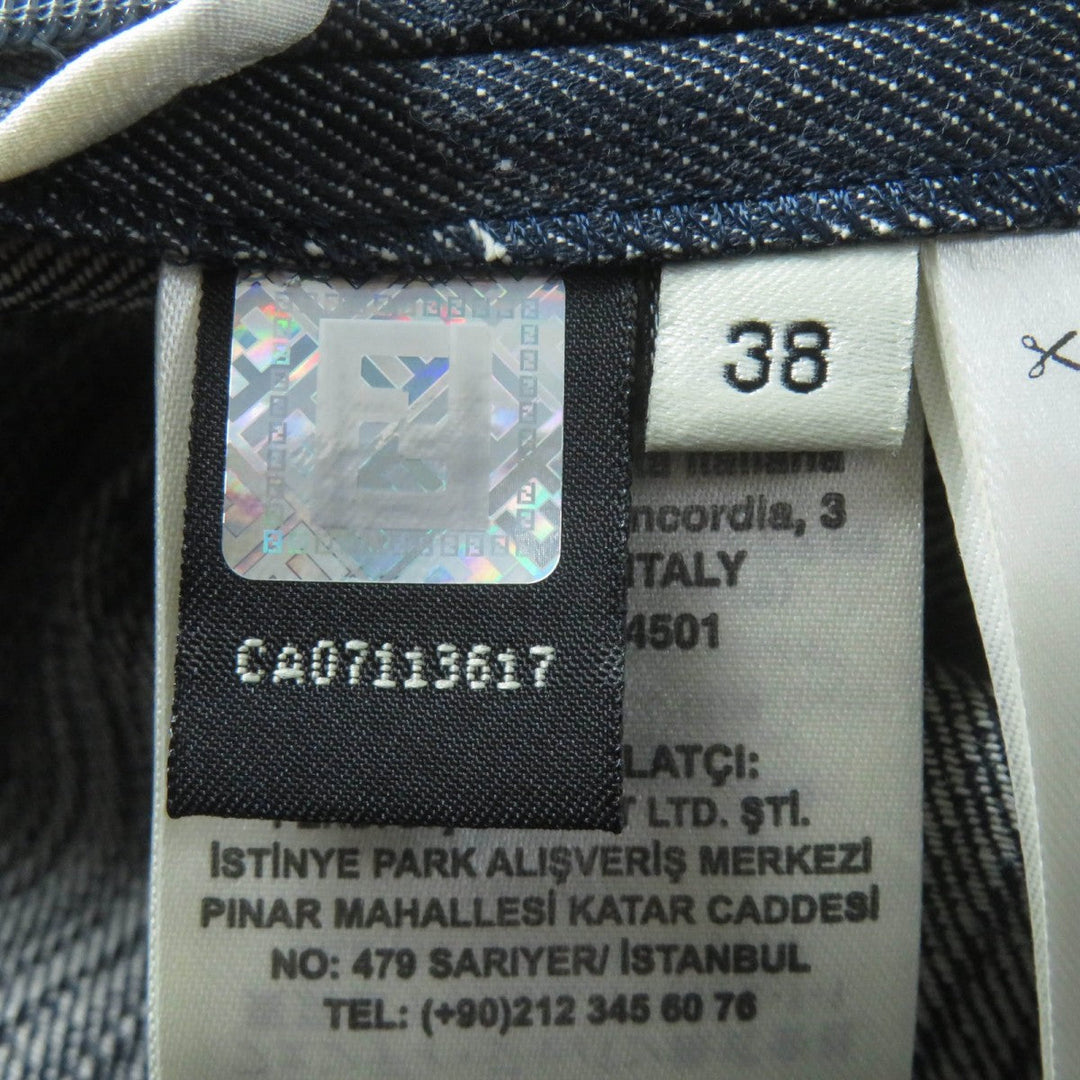 38
Italiana
ncordia, 3
ITALY
4501
CA07113617
LATÇI:
LTD. ŞTİ.
İSTİNYE PARK ALIŞVERİŞ MERKEZİ
PINAR MAHALLESİ KATAR CADDESİ
NO: 479 SARIYER/ İSTANBUL
TEL: (+90)212 345 60 76